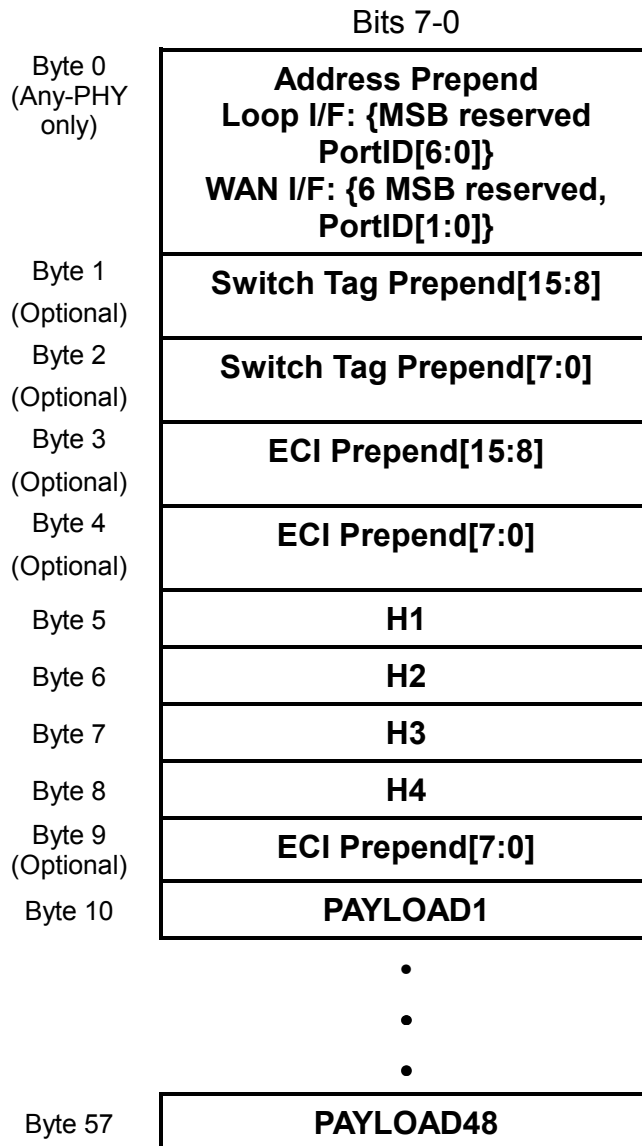 Bits 7-0
Byte 0
(Any-PHY
only)
Address Prepend
Loop I/F: {MSB reserved
PortID[6:0]}
WAN I/F: {6 MSB reserved,
PortID[1:0]}
Byte 1
(Optional)
Switch Tag Prepend[15:8]
Byte 2
(Optional)
Switch Tag Prepend[7:0]
Byte 3
(Optional)
ECI Prepend[15:8]
Byte 4
(Optional)
ECI Prepend[7:0]
Byte 5
H1
Byte 6
H2
Byte 7
H3
Byte 8
H4
Byte 9
(Optional)
ECI Prepend[7:0]
Byte 10
PAYLOAD1
Byte 57
PAYLOAD48